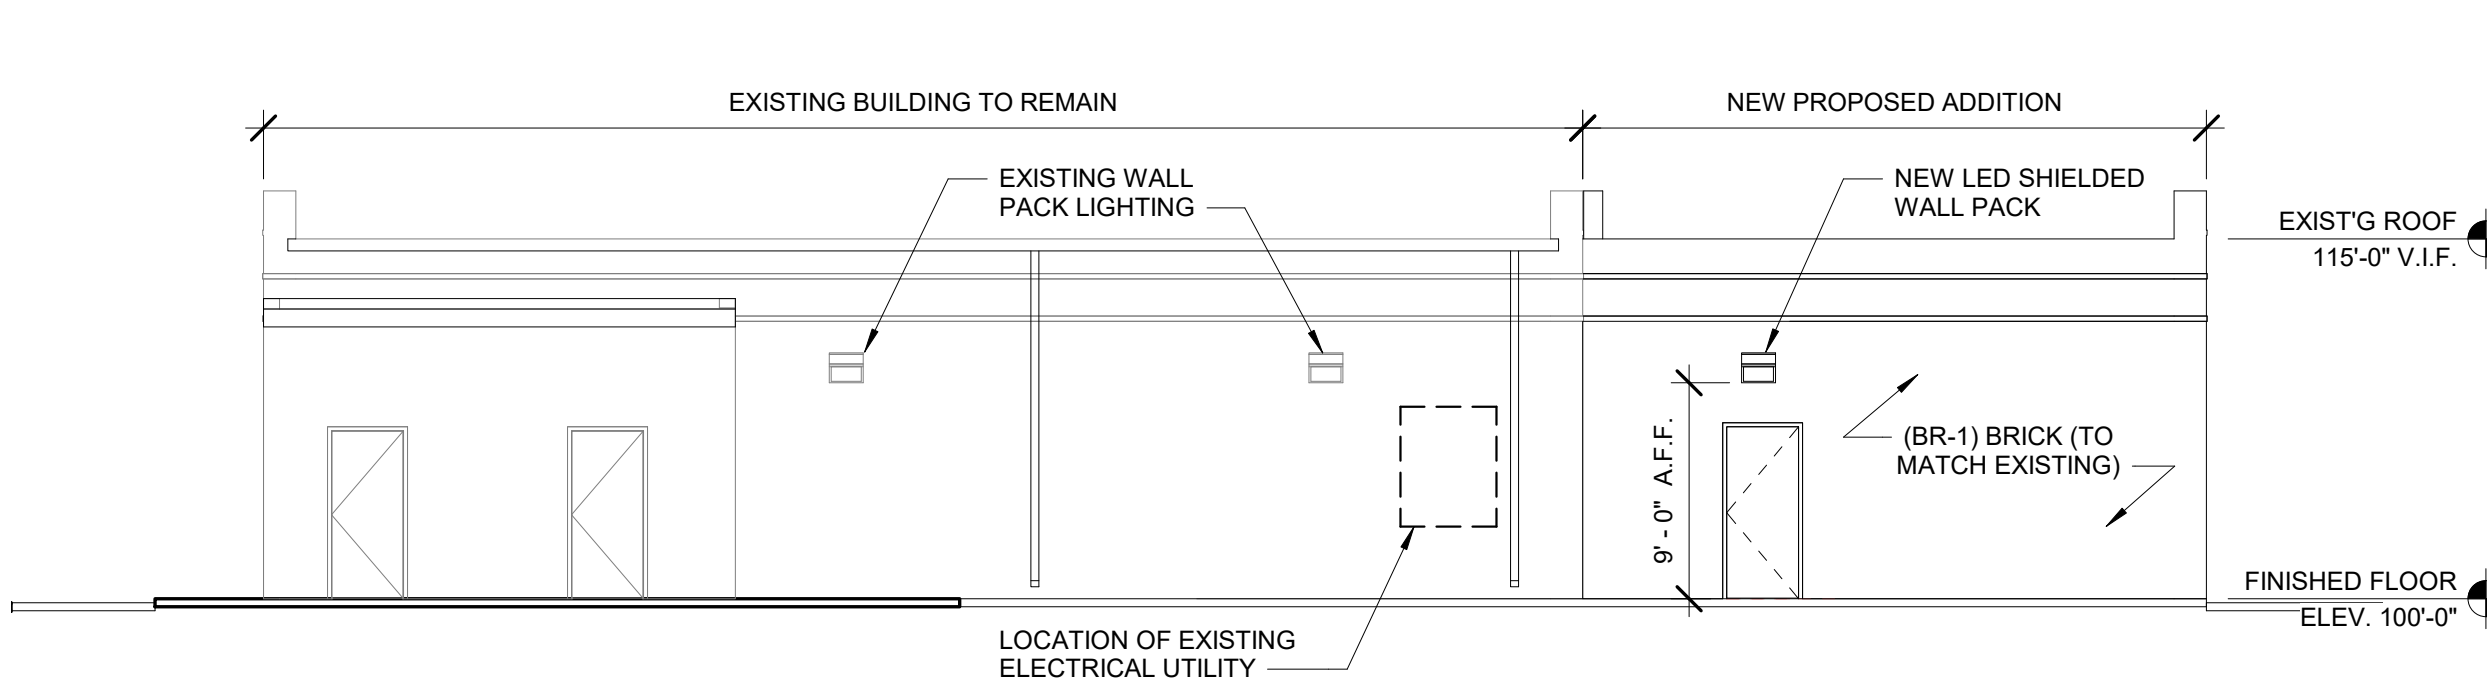 EXISTING BUILDING TO REMAIN
NEW PROPOSED ADDITION
EXISTING WALL
PACK LIGHTING
NEW LED SHIELDED
WALL PACK
EXIST'G ROOF
115'-0" V.I.F.
9' - 0" A.F.F.
(BR-1) BRICK (TO
MATCH EXISTING)
FINISHED FLOOR
ELEV. 100'-0"
LOCATION OF EXISTING
ELECTRICAL UTILITY